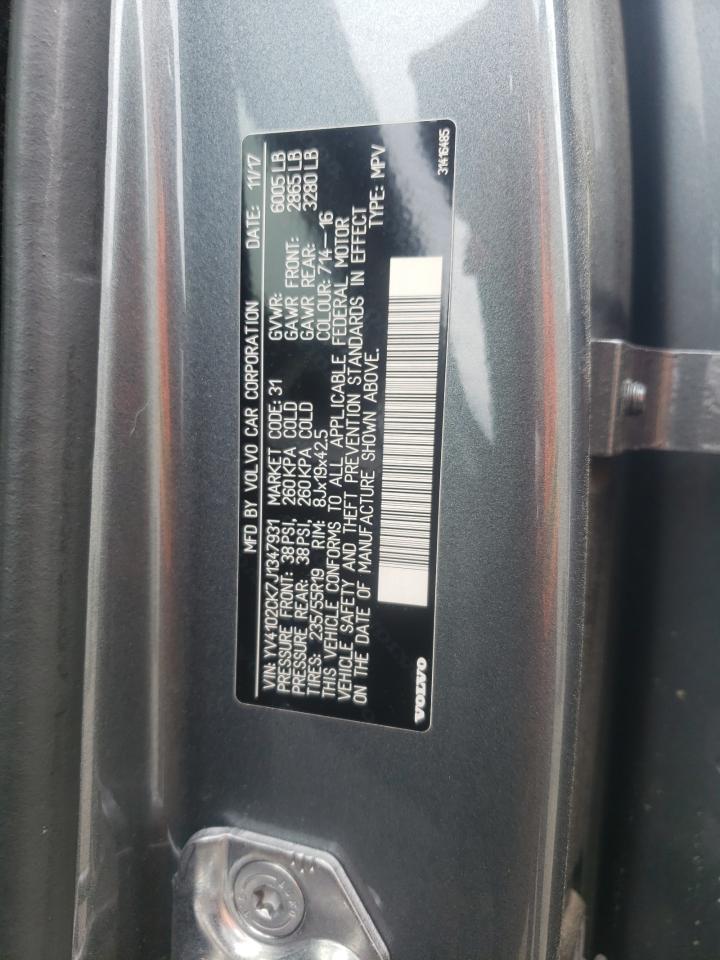 MFD BY VOLVO CAR CORPORATION DATE: 11/17
VIN: YV4102CK7J1347931 MARKET CODE: 31 GVWR: 6005 LB
PRESSURE FRONT: 38PSI, 260KPA COLD GAWR FRONT: 2865 LB
PRESSURE REAR: 38PSI, 260KPA COLD GAWR REAR: 3280 LB
TIRES: 235/55R19 RIM: 8Jx19x42.5 COLOUR: 714--16
THIS VEHICLE CONFORMS TO ALL APPLICABLE FEDERAL MOTOR
VEHICLE SAFETY AND THEFT PREVENTION STANDARDS IN EFFECT
ON THE DATE OF MANUFACTURE SHOWN ABOVE. TYPE: MPV
VOLVO
31416485